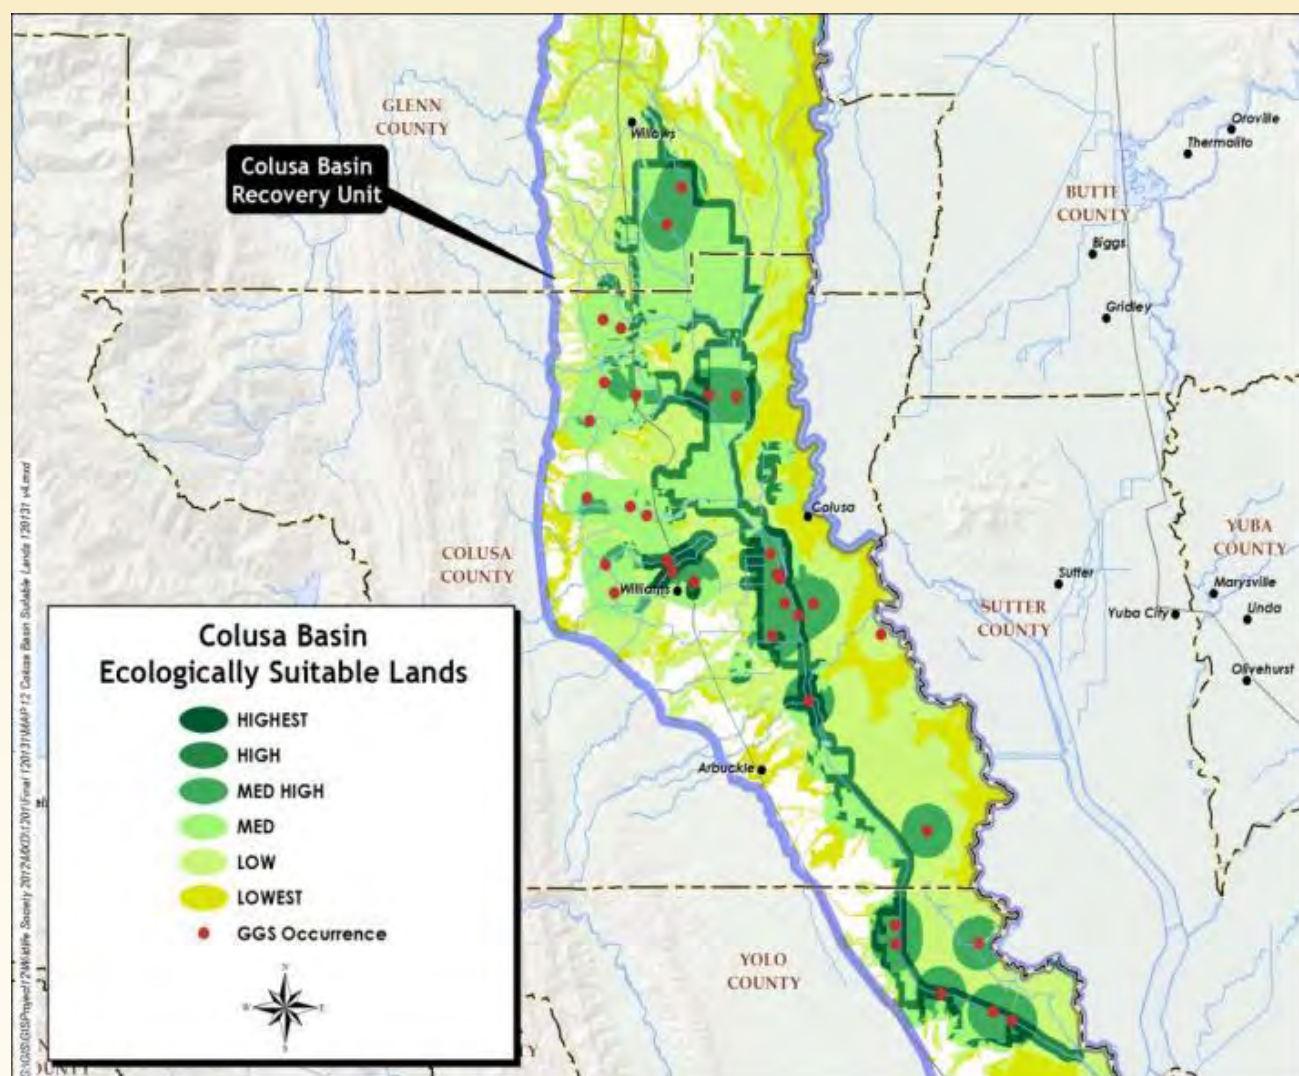 GLENN
COUNTY
Willows
Oroville
Thermalito
Colusa Basin
Recovery Unit
BUTTE
COUNTY
Biggs
Gridley
Colusa
COLUSA
COUNTY
YUBA
COUNTY
Sutter
Marysville
Williams
SUTTER
COUNTY
Yuba City
Linda
Olivehurst
Arbuckle
Colusa Basin
Ecologically Suitable Lands
HIGHEST
HIGH
MED HIGH
MED
LOW
LOWEST
GGS Occurrence
N
W
E
S
YOLO
COUNTY
COUNTY